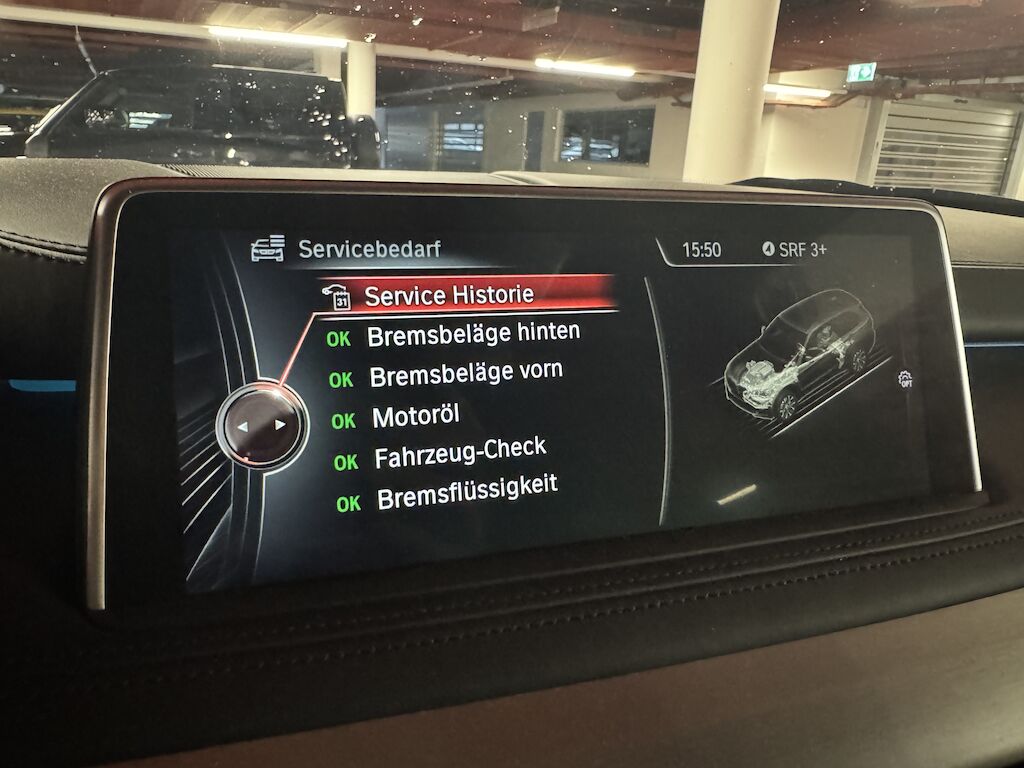 Servicebedarf
15:50 SRF 3+
31 Service Historie
OK Bremsbeläge hinten
OK Bremsbeläge vorn
OK Motoröl
OK Fahrzeug-Check
OK Bremsflüssigkeit
OPT